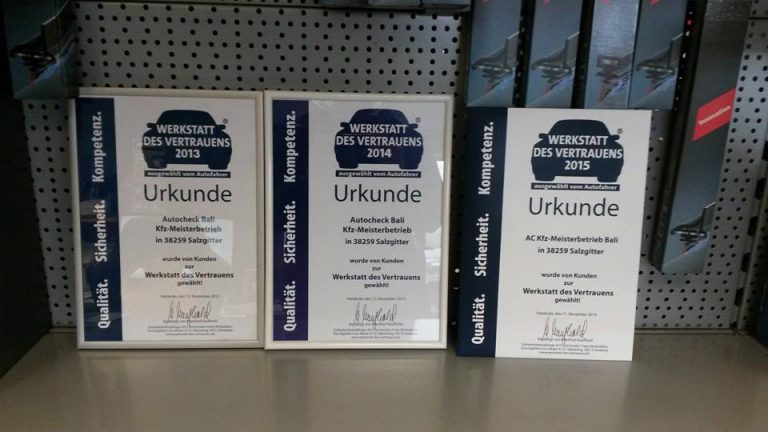 Qualität. Sicherheit. Kompetenz.
WERKSTATT
DES VERTRAUENS
2013
ausgewählt vom Autofahrer
Urkunde
Autocheck Bali
Kfz-Meisterbetrieb
in 38259 Salzgitter
wurde von Kunden
zur
Werkstatt des Vertrauens
gewählt!
Qualität. Sicherheit. Kompetenz.
WERKSTATT
DES VERTRAUENS
2014
ausgewählt vom Autofahrer
Urkunde
Autocheck Bali
Kfz-Meisterbetrieb
in 38259 Salzgitter
wurde von Kunden
zur
Werkstatt des Vertrauens
gewählt!
Qualität. Sicherheit. Kompetenz.
WERKSTATT
DES VERTRAUENS
2015
ausgewählt vom Autofahrer
Urkunde
AC Kfz-Meisterbetrieb Bali
in 38259 Salzgitter
wurde von Kunden
zur
Werkstatt des Vertrauens
gewählt!